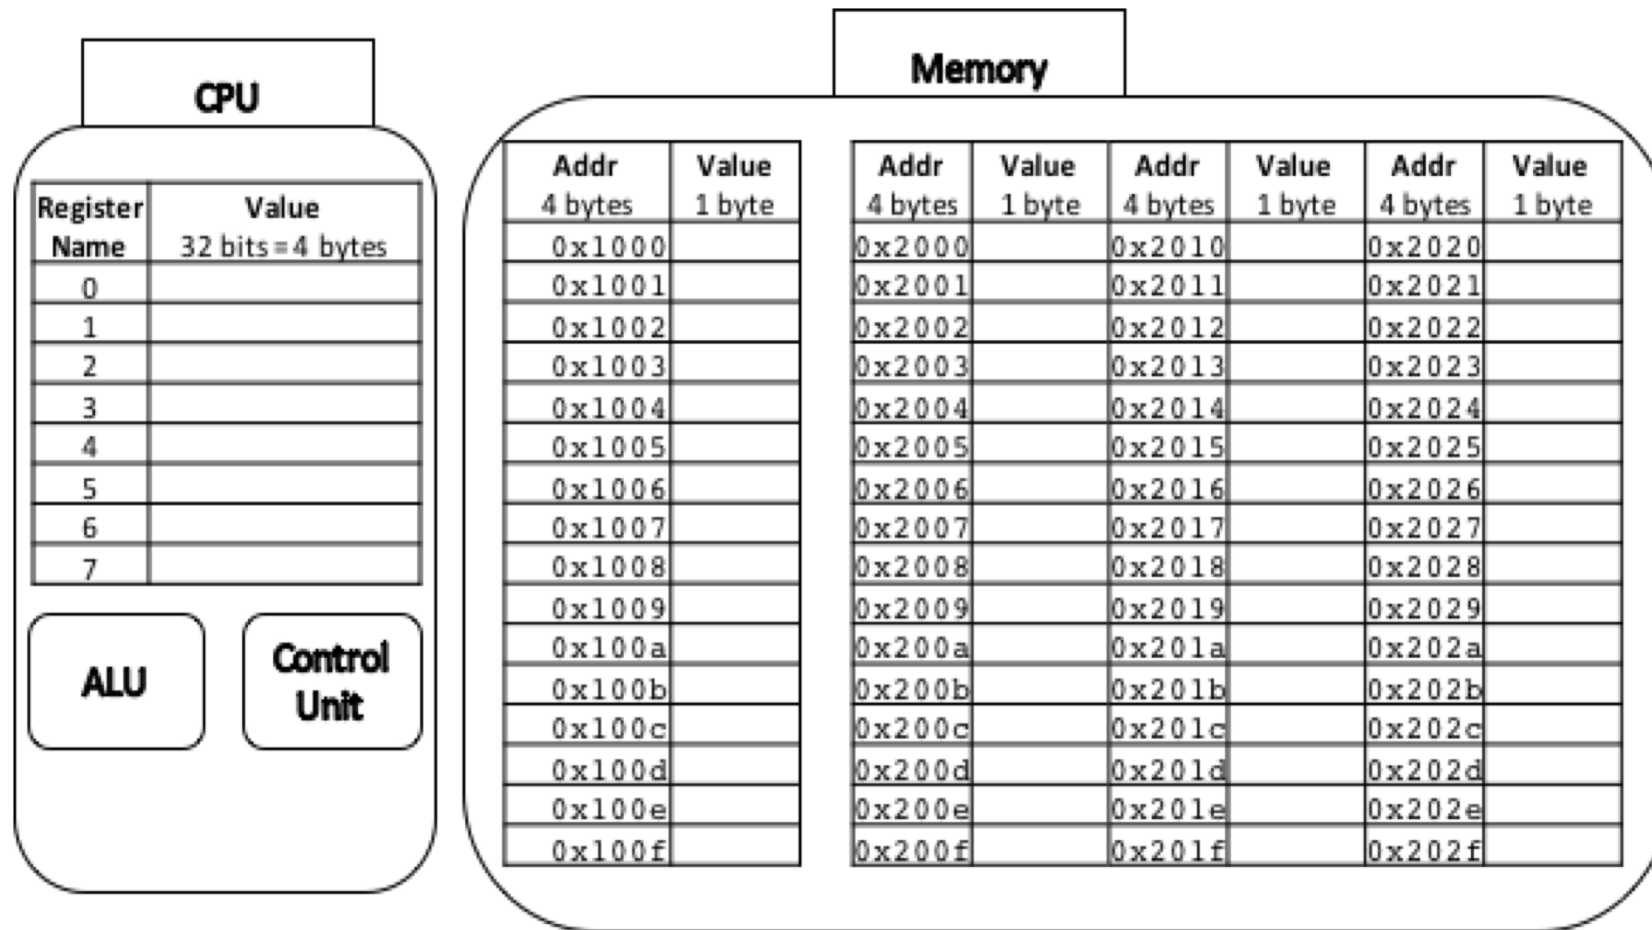 CPU
Register Value
Name 32 bits=4 bytes
0
1
2
3
4
5
6
7
ALU
Control
Unit
Memory
Addr Value Addr Value Addr Value Addr Value
4 bytes 1 byte 4 bytes 1 byte 4 bytes 1 byte 4 bytes 1 byte
0x1000 0x2000 0x2010 0x2020
0x1001 0x2001 0x2011 0x2021
0x1002 0x2002 0x2012 0x2022
0x1003 0x2003 0x2013 0x2023
0x1004 0x2004 0x2014 0x2024
0x1005 0x2005 0x2015 0x2025
0x1006 0x2006 0x2016 0x2026
0x1007 0x2007 0x2017 0x2027
0x1008 0x2008 0x2018 0x2028
0x1009 0x2009 0x2019 0x2029
0x100a 0x200a 0x201a 0x202a
0x100b 0x200b 0x201b 0x202b
0x100c 0x200c 0x201c 0x202c
0x100d 0x200d 0x201d 0x202d
0x100e 0x200e 0x201e 0x202e
0x100f 0x200f 0x201f 0x202f